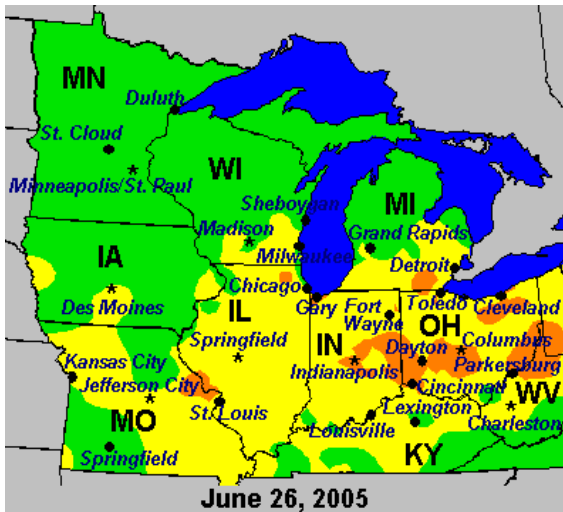 MN
Duluth
St. Cloud
Minneapolis/St. Paul
WI
Sheboygan
MI
Madison
Milwaukee
Grand Rapids
IA
Detroit
Des Moines
Chicago
IL
Gary
Fort
Wayne
Toledo
Cleveland
OH
Springfield
IN
Columbus
Dayton
Kansas City
Indianapolis
Parkersburg
Jefferson City
Cincinnati
WV
MO
St. Louis
Lexington
Louisville
Charleston
Springfield
KY
June 26, 2005